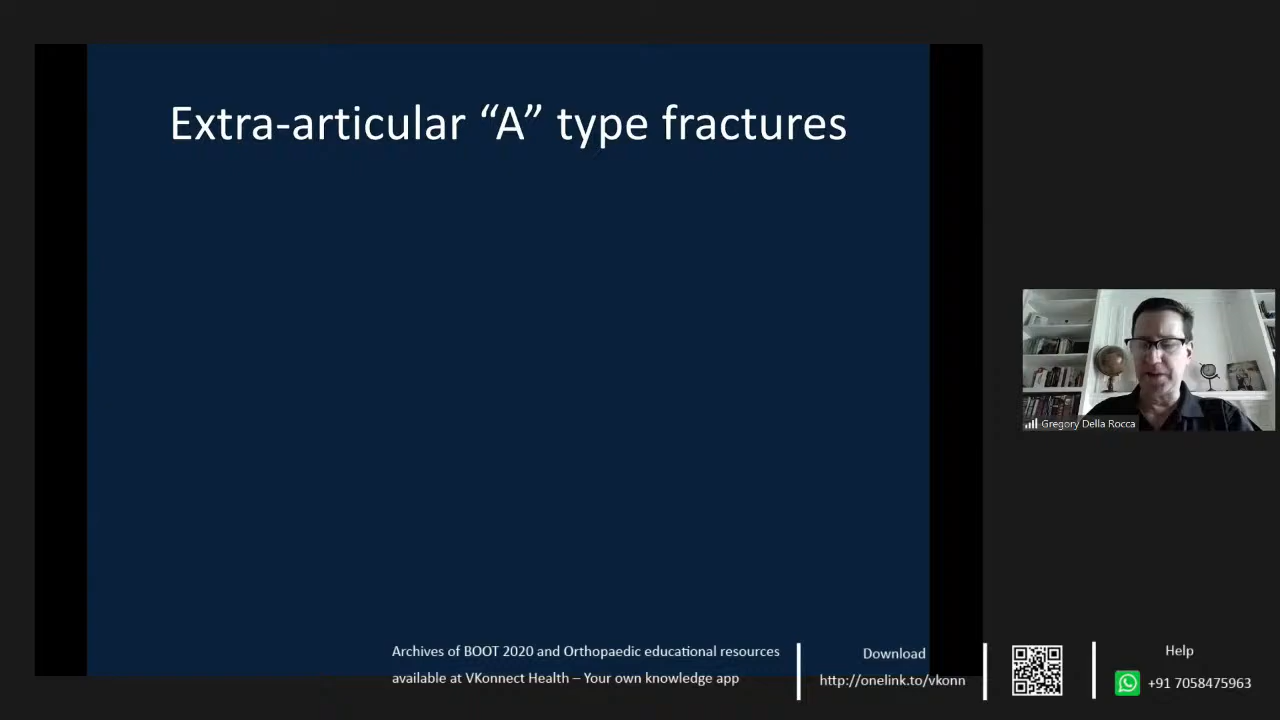 Extra-articular “A” type fractures
Gregory Della Rocca
Archives of BOOT 2020 and Orthopaedic educational resources
available at VKonnect Health – Your own knowledge app
Download
http://onelink.to/vkonn
Help
+91 7058475963